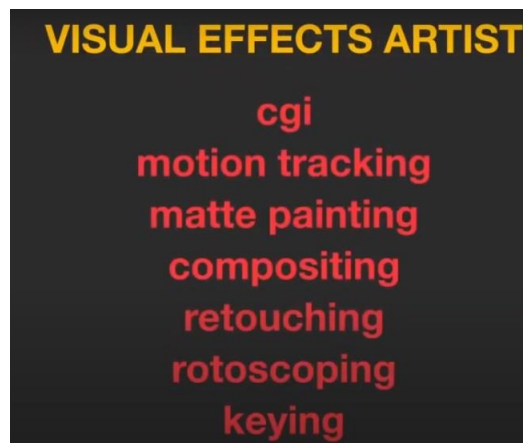 VISUAL EFFECTS ARTIST
cgi
motion tracking
matte painting
compositing
retouching
rotoscoping
keying